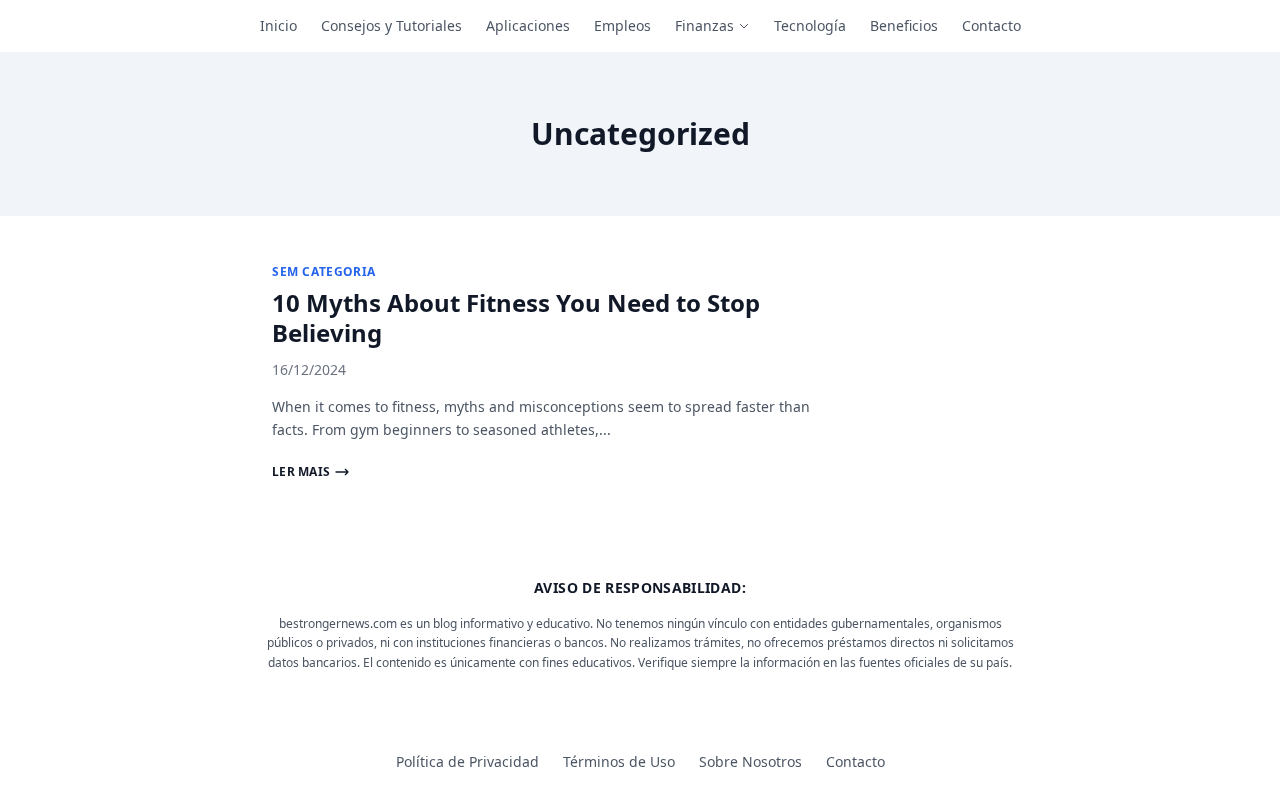 Inicio Consejos y Tutoriales Aplicaciones Empleos Finanzas Tecnología Beneficios Contacto
Uncategorized
SEM CATEGORIA
10 Myths About Fitness You Need to Stop
Believing
16/12/2024
When it comes to fitness, myths and misconceptions seem to spread faster than
facts. From gym beginners to seasoned athletes,...
LER MAIS
AVISO DE RESPONSABILIDAD:
bestrongernews.com es un blog informativo y educativo. No tenemos ningún vínculo con entidades gubernamentales, organismos
públicos o privados, ni con instituciones financieras o bancos. No realizamos trámites, no ofrecemos préstamos directos ni solicitamos
datos bancarios. El contenido es únicamente con fines educativos. Verifique siempre la información en las fuentes oficiales de su país.
Política de Privacidad Términos de Uso Sobre Nosotros Contacto